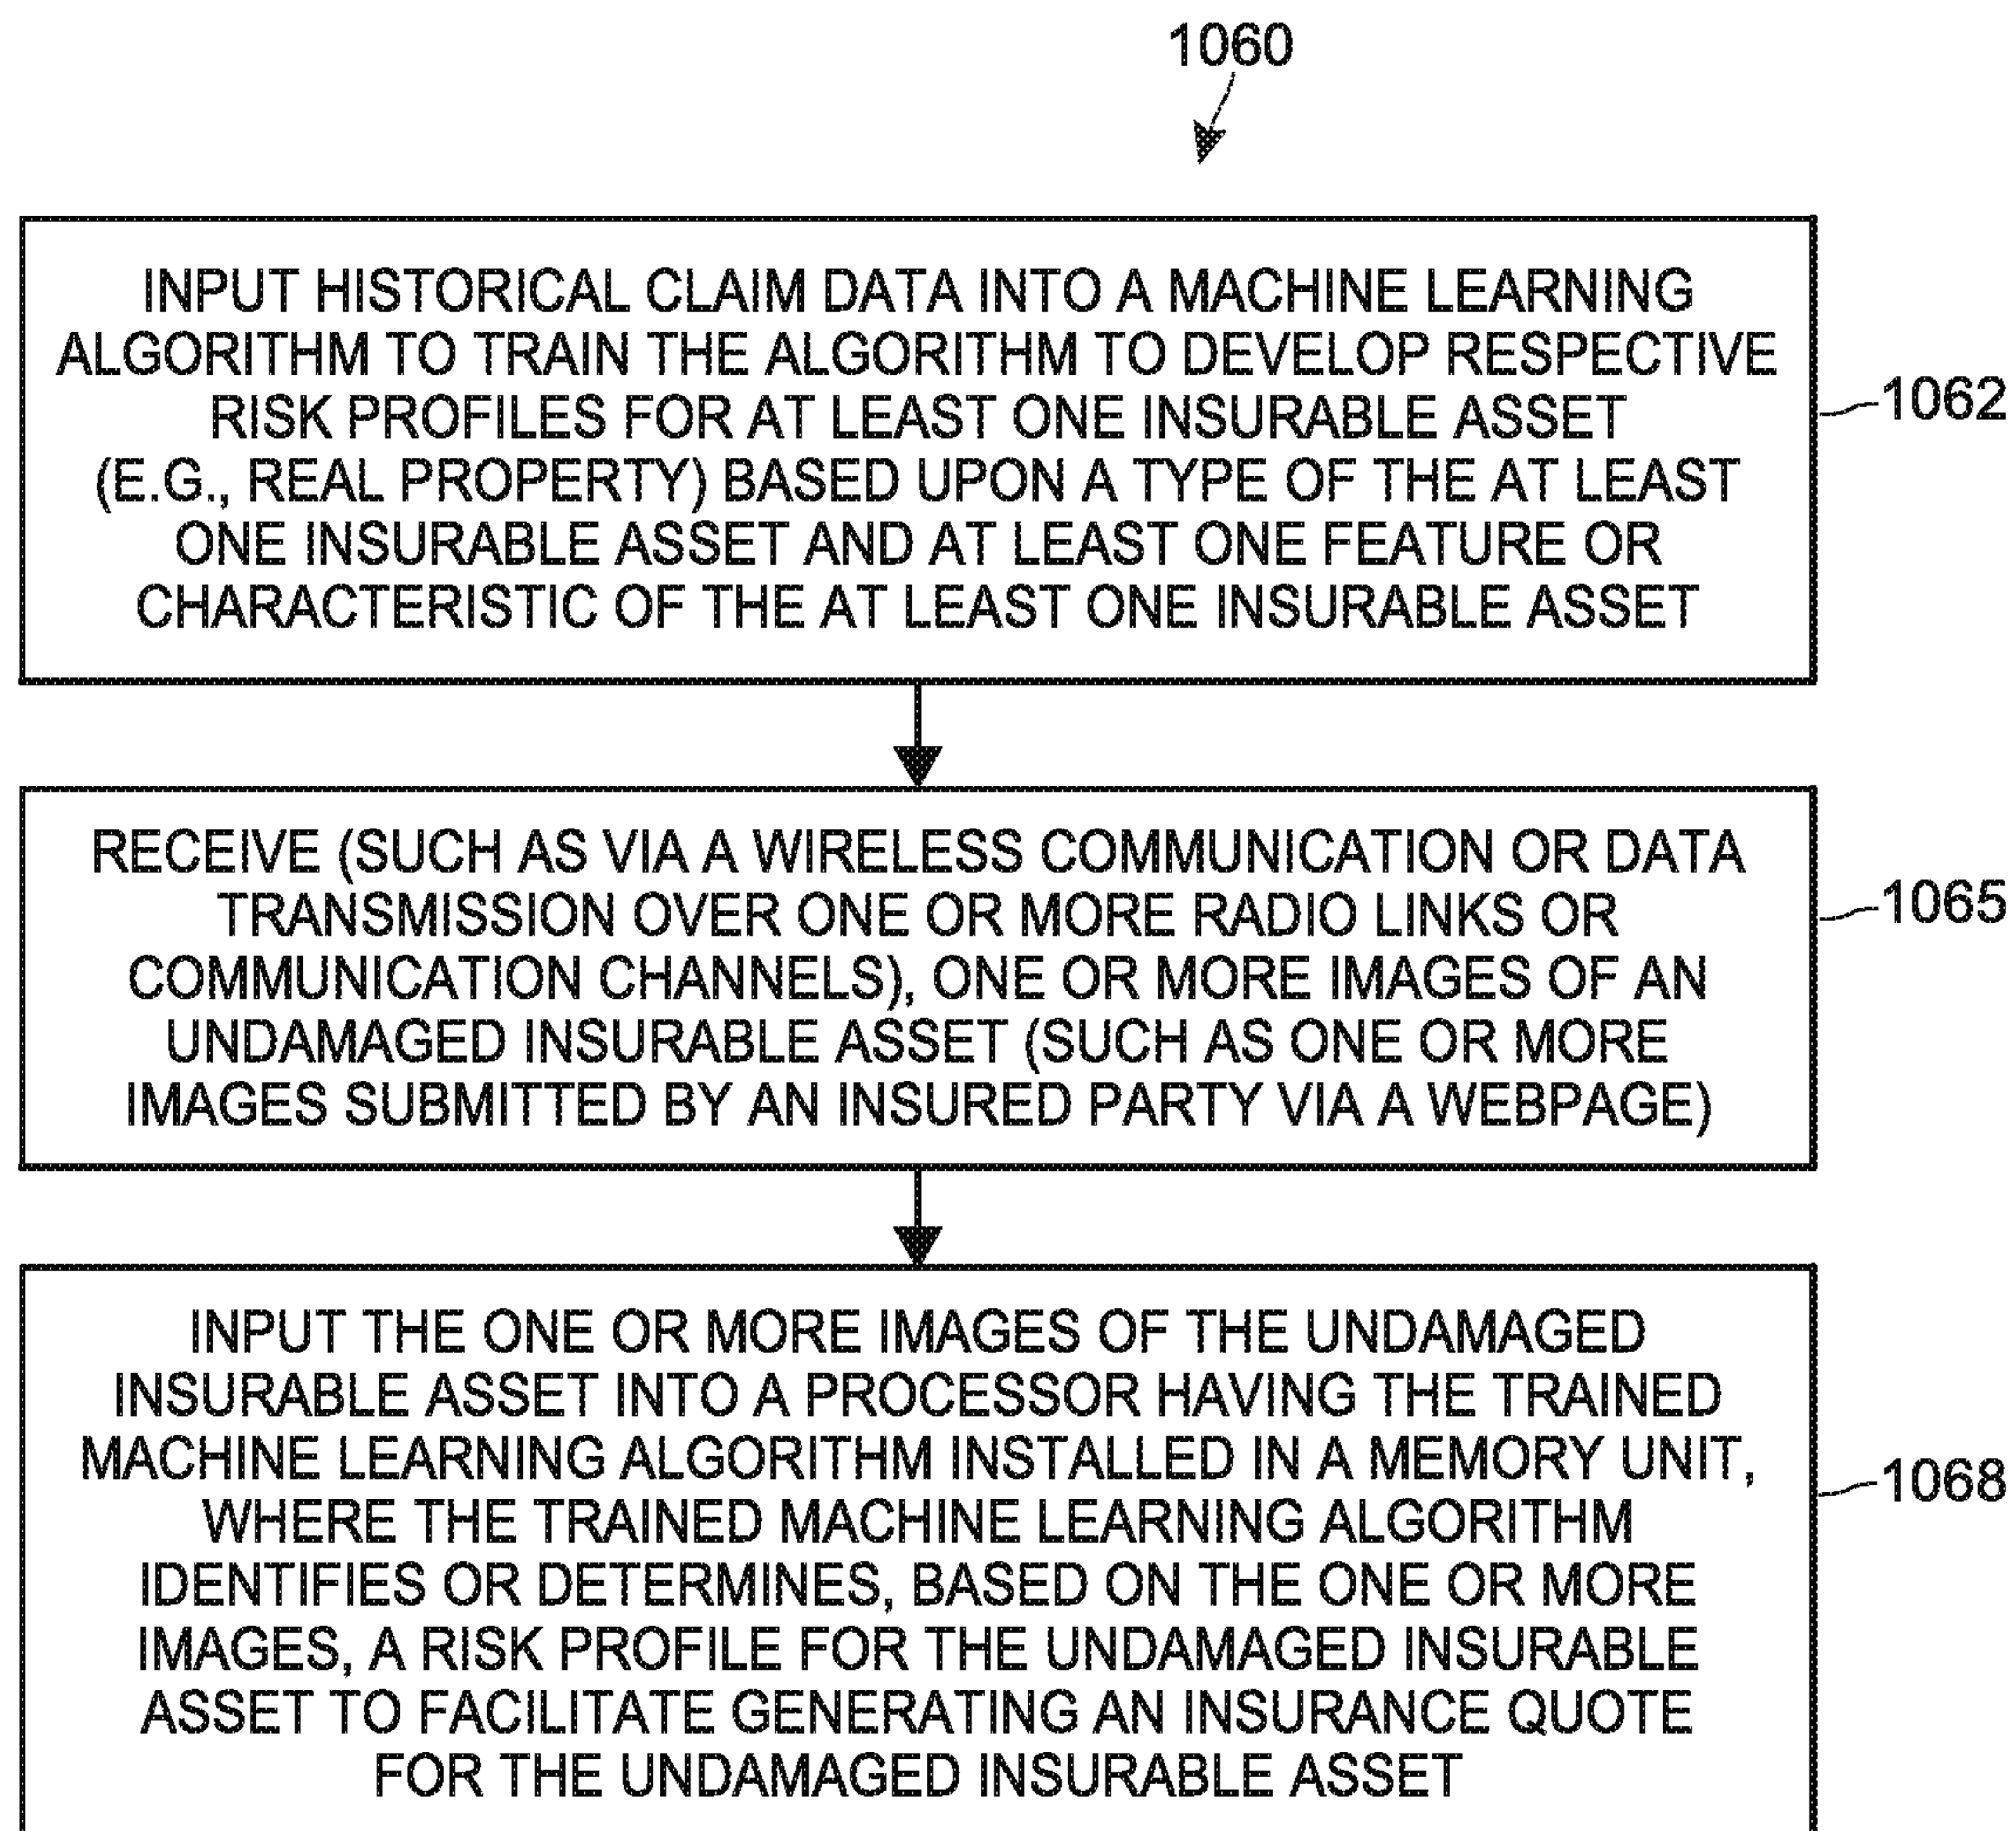 1060
INPUT HISTORICAL CLAIM DATA INTO A MACHINE LEARNING
ALGORITHM TO TRAIN THE ALGORITHM TO DEVELOP RESPECTIVE
RISK PROFILES FOR AT LEAST ONE INSURABLE ASSET
(E.G., REAL PROPERTY) BASED UPON A TYPE OF THE AT LEAST
ONE INSURABLE ASSET AND AT LEAST ONE FEATURE OR
CHARACTERISTIC OF THE AT LEAST ONE INSURABLE ASSET
1062
RECEIVE (SUCH AS VIA A WIRELESS COMMUNICATION OR DATA
TRANSMISSION OVER ONE OR MORE RADIO LINKS OR
COMMUNICATION CHANNELS), ONE OR MORE IMAGES OF AN
UNDAMAGED INSURABLE ASSET (SUCH AS ONE OR MORE
IMAGES SUBMITTED BY AN INSURED PARTY VIA A WEBPAGE)
1065
INPUT THE ONE OR MORE IMAGES OF THE UNDAMAGED
INSURABLE ASSET INTO A PROCESSOR HAVING THE TRAINED
MACHINE LEARNING ALGORITHM INSTALLED IN A MEMORY UNIT,
WHERE THE TRAINED MACHINE LEARNING ALGORITHM
IDENTIFIES OR DETERMINES, BASED ON THE ONE OR MORE
IMAGES, A RISK PROFILE FOR THE UNDAMAGED INSURABLE
ASSET TO FACILITATE GENERATING AN INSURANCE QUOTE
FOR THE UNDAMAGED INSURABLE ASSET
1068